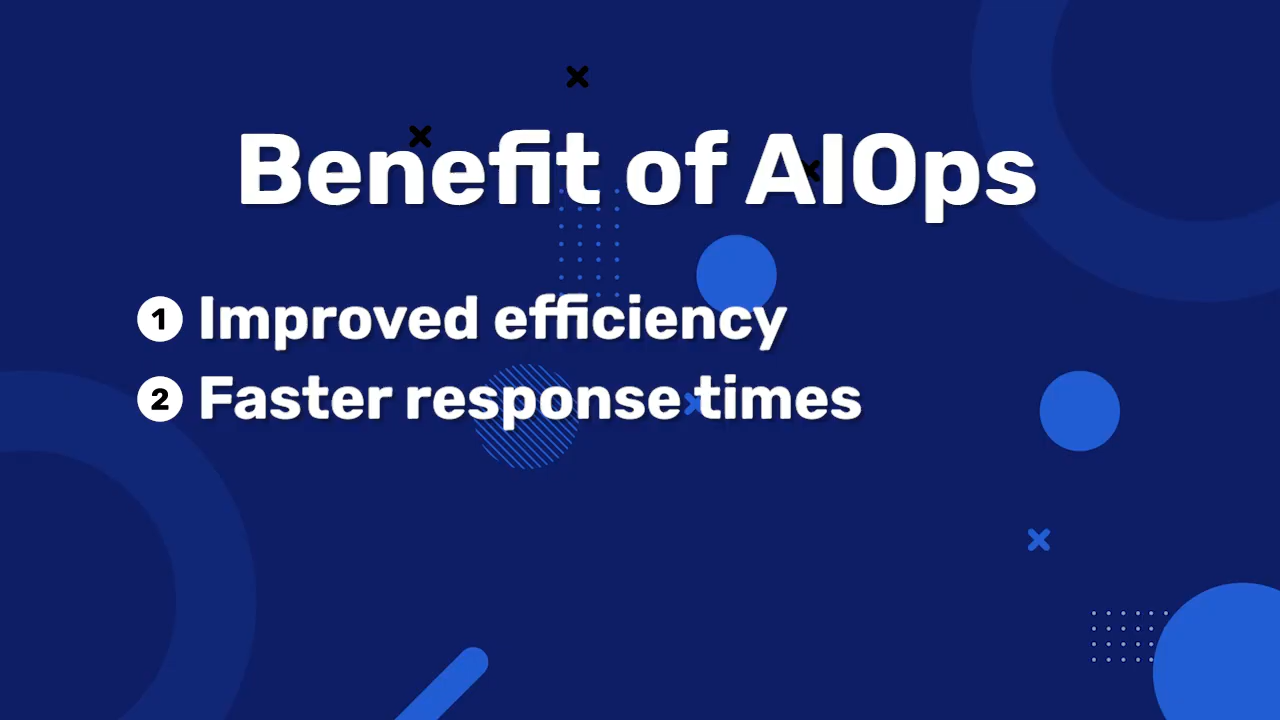 Benefit of AIOps
1 Improved efficiency
2 Faster response times